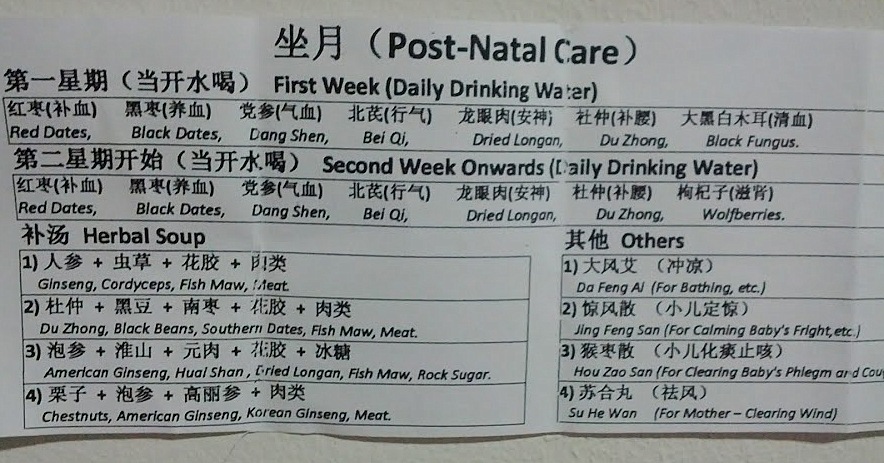 坐月（Post-Natal Care）
第一星期（当开水喝） First Week (Daily Drinking Water)
红枣(补血) 黑枣(养血) 党参(气血) 北芪(行气) 龙眼肉(安神) 杜仲(补腰) 大黑白木耳(清血)
Red Dates, Black Dates, Dang Shen, Bei Qi, Dried Longan, Du Zhong, Black Fungus.
第二星期开始（当开水喝） Second Week Onwards (Daily Drinking Water)
红枣(补血) 黑枣(养血) 党参(气血) 北芪(行气) 龙眼肉(安神) 杜仲(补腰) 枸杞子(滋肾)
Red Dates, Black Dates, Dang Shen, Bei Qi, Dried Longan, Du Zhong, Wolfberries.
补汤 Herbal Soup
1) 人参 + 虫草 + 花胶 + 肉类
Ginseng, Cordyceps, Fish Maw, Meat.
2) 杜仲 + 黑豆 + 南枣 + 花胶 + 肉类
Du Zhong, Black Beans, Southern Dates, Fish Maw, Meat.
3) 泡参 + 淮山 + 元肉 + 花胶 + 冰糖
American Ginseng, Huai Shan, Dried Longan, Fish Maw, Rock Sugar.
4) 栗子 + 泡参 + 高丽参 + 肉类
Chestnuts, American Ginseng, Korean Ginseng, Meat.
其他 Others
1) 大风艾 （冲凉）
Da Feng Ai (For Bathing, etc.)
2) 惊风散 （小儿定惊）
Jing Feng San (For Calming Baby's Fright,etc.)
3) 猴枣散 （小儿化痰止咳）
Hou Zao San (For Clearing Baby's Phlegm and Cou
4) 苏合丸 （祛风）
Su He Wan (For Mother – Clearing Wind)